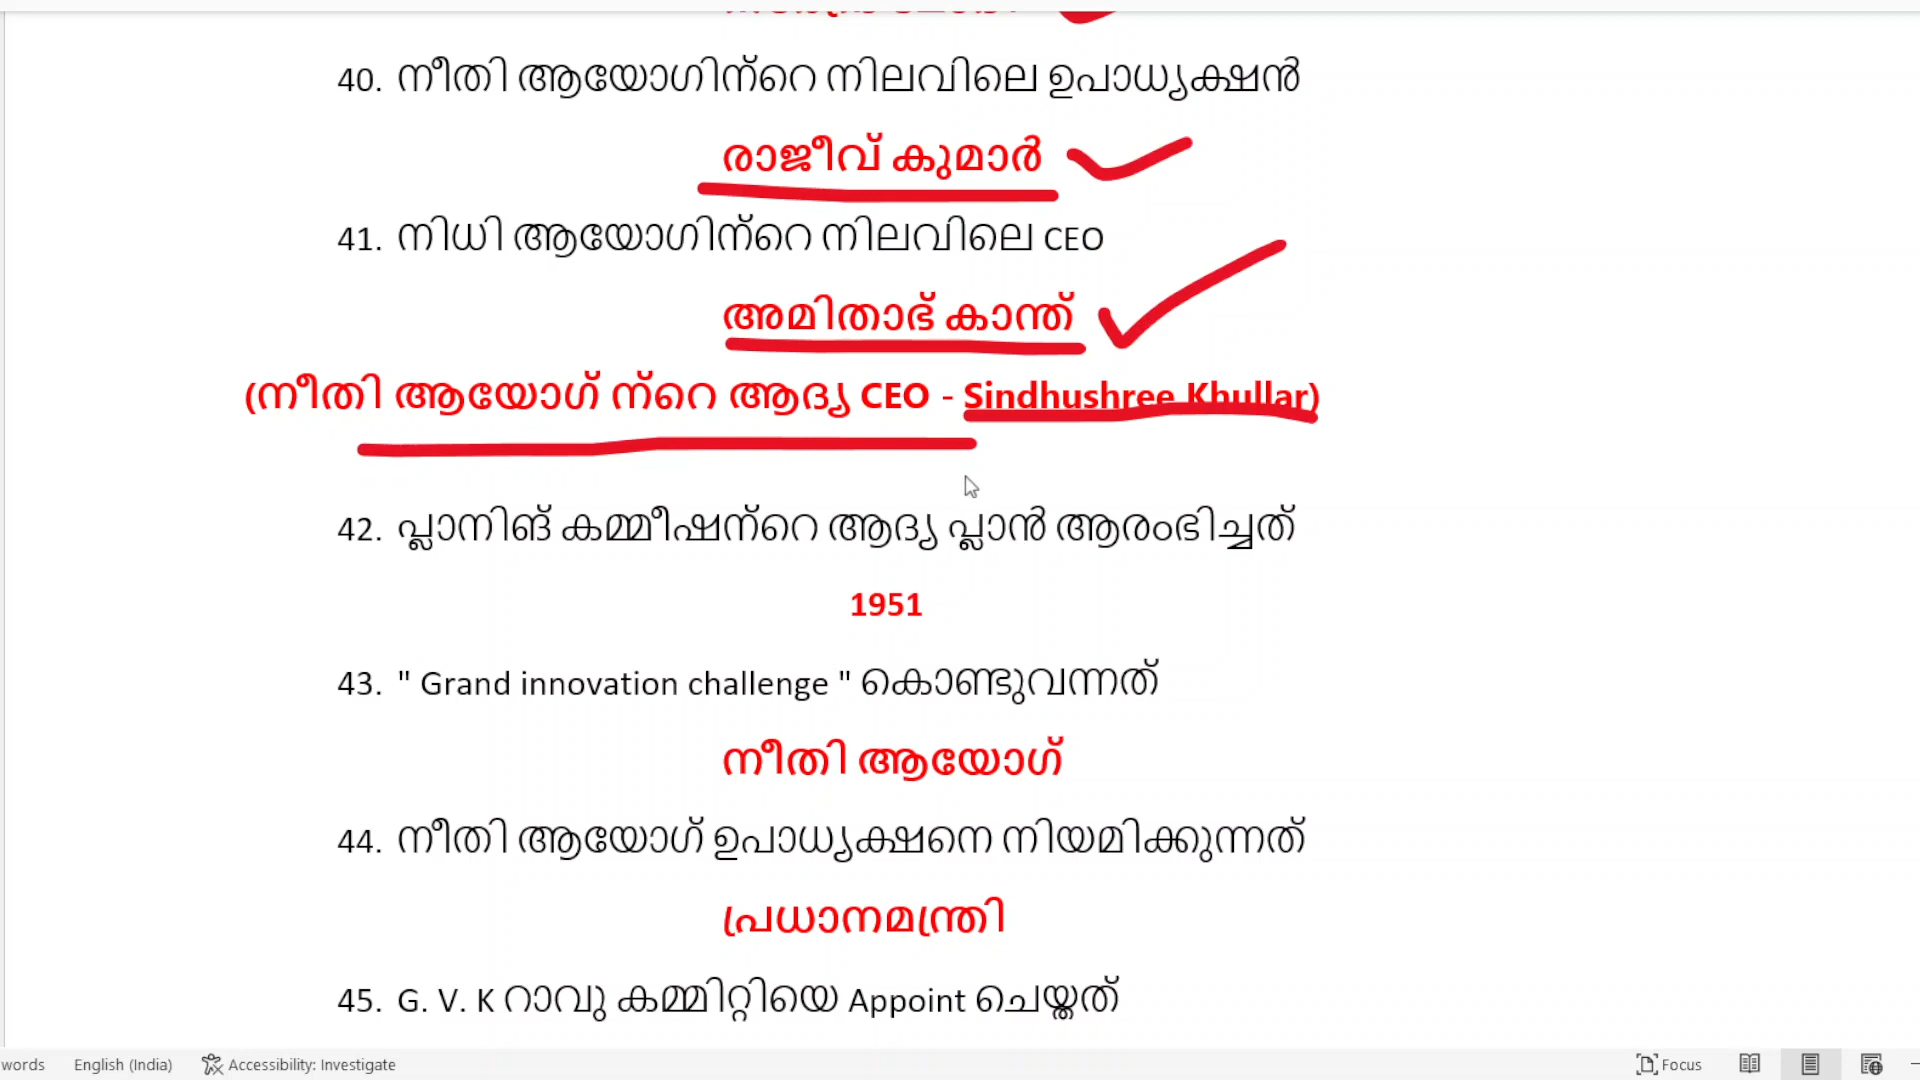 40. നീതി ആയോഗിന്റെ നിലവിലെ ഉപാധ്യക്ഷൻ
രാജീവ് കുമാർ
41. നിധി ആയോഗിന്റെ നിലവിലെ CEO
അമിതാഭ് കാന്ത്
(നീതി ആയോഗ് ന്റെ ആദ്യ CEO - Sindhushree Khullar)
42. പ്ലാനിങ് കമ്മീഷന്റെ ആദ്യ പ്ലാൻ ആരംഭിച്ചത്
1951
43. " Grand innovation challenge " കൊണ്ടുവന്നത്
നീതി ആയോഗ്
44. നീതി ആയോഗ് ഉപാധ്യക്ഷനെ നിയമിക്കുന്നത്
പ്രധാനമന്ത്രി
45. G. V. K റാവു കമ്മിറ്റിയെ Appoint ചെയ്തത്
words English (India) Accessibility: Investigate Focus